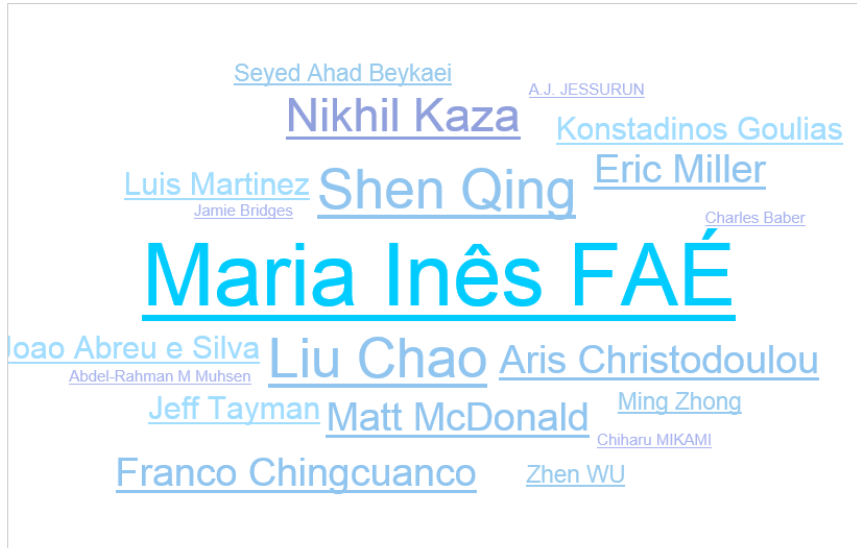 Seyed Ahad Beykaei
A.J. JESSURUN
Nikhil Kaza
Konstadinos Goulias
Eric Miller
Luis Martinez
Shen Qing
Jamie Bridges
Charles Baber
Maria Inês FAÉ
Joao Abreu e Silva
Liu Chao
Aris Christodoulou
Abdel-Rahman M Muhsen
Jeff Tayman
Matt McDonald
Ming Zhong
Chiharu MIKAMI
Franco Chingcuanco
Zhen WU